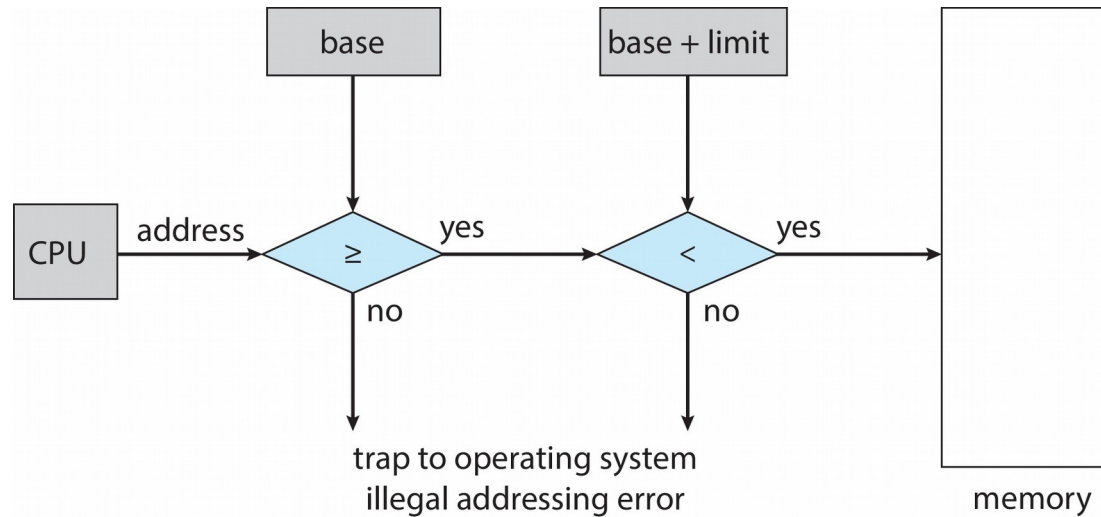 base
base + limit
CPU
address
≥
yes
<
yes
no
no
trap to operating system
illegal addressing error
memory